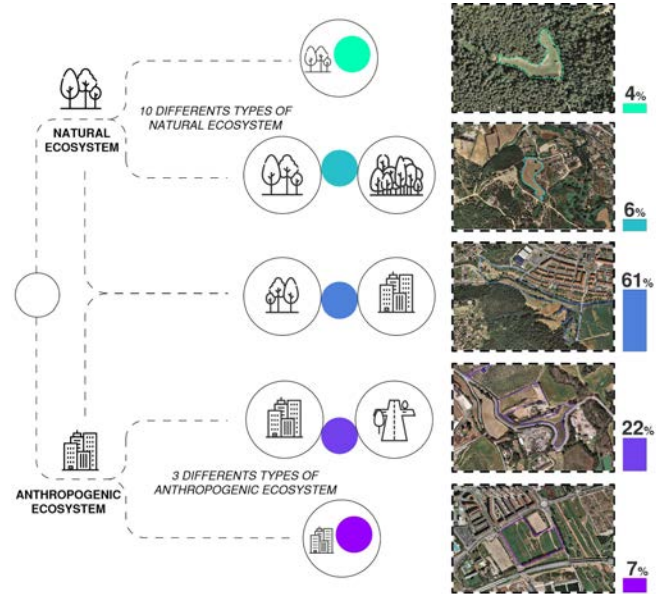 10 DIFFERENTS TYPES OF
NATURAL ECOSYSTEM
NATURAL
ECOSYSTEM
4%
6%
61%
22%
ANTHROPOGENIC
ECOSYSTEM
3 DIFFERENTS TYPES OF
ANTHROPOGENIC ECOSYSTEM
7%